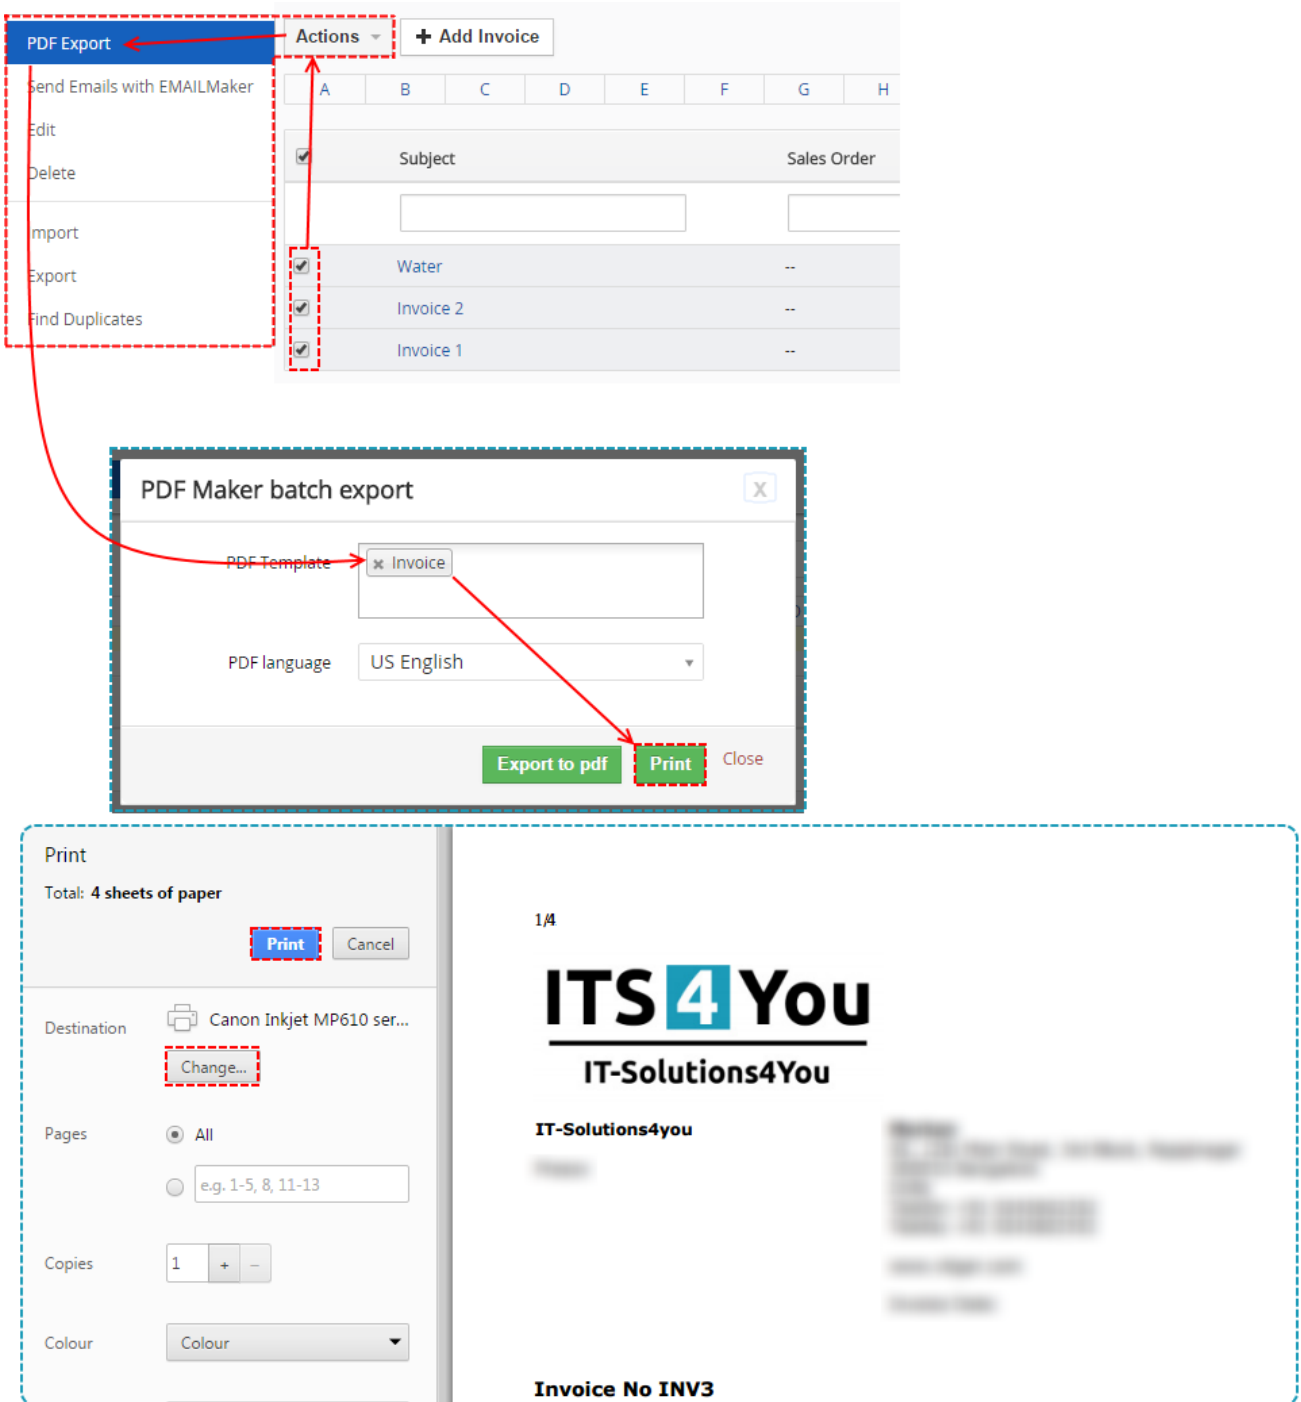 PDF Export
Send Emails with EMAILMaker
Edit
Delete
Import
Export
Find Duplicates
Actions
Add Invoice
A B C D E F G H
Subject Sales Order
Water --
Invoice 2 --
Invoice 1 --
PDF Maker batch export X
PDF Template Invoice
PDF language US English
Export to pdf Print Close
Print
Total: 4 sheets of paper
Print Cancel
Destination Canon Inkjet MP610 ser...
Change...
Pages All
e.g. 1-5, 8, 11-13
Copies 1 + −
Colour Colour
1/4
ITS 4 You
IT-Solutions4You
IT-Solutions4you
Invoice No INV3